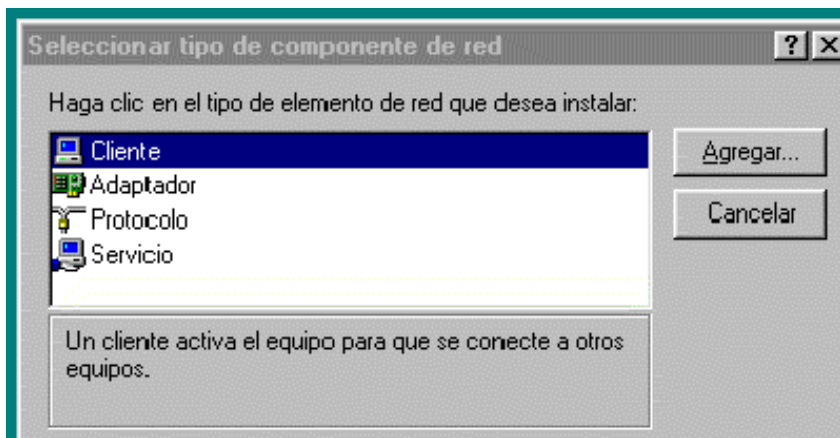 Seleccionar tipo de componente de red
Haga clic en el tipo de elemento de red que desea instalar:
Cliente
Agregar...
Adaptador
Protocolo
Cancelar
Servicio
Un cliente activa el equipo para que se conecte a otros
equipos.